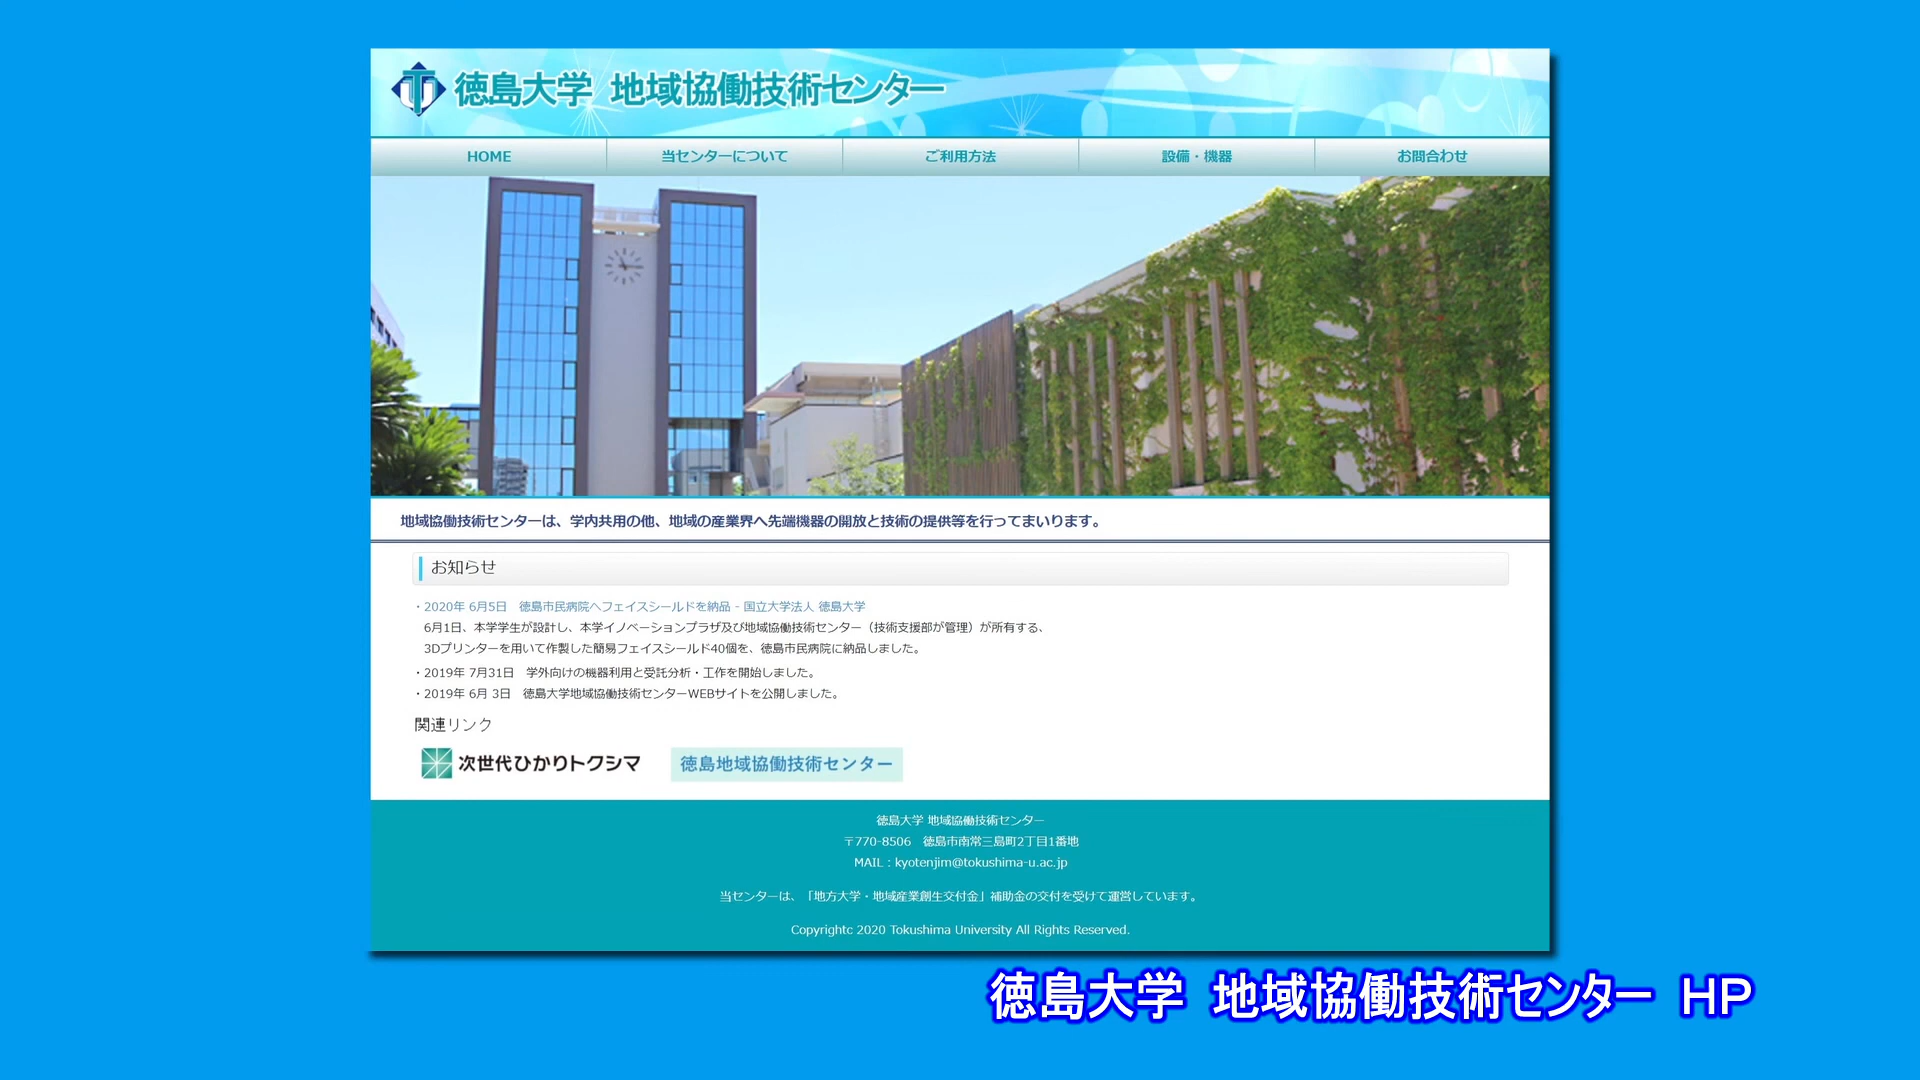 徳島大学 地域協働技術センター
HOME
当センターについて
ご利用方法
設備・機器
お問合わせ
地域協働技術センターは、学内共用の他、地域の産業界へ先端機器の開放と技術の提供等を行ってまいります。
お知らせ
・2020年 6月5日　徳島市民病院へフェイスシールドを納品 - 国立大学法人 徳島大学
6月1日、本学学生が設計し、本学イノベーションプラザ及び地域協働技術センター（技術支援部が管理）が所有する、
3Dプリンターを用いて作製した簡易フェイスシールド40個を、徳島市民病院に納品しました。
・2019年 7月31日　学外向けの機器利用と受託分析・工作を開始しました。
・2019年 6月 3日　徳島大学地域協働技術センターWEBサイトを公開しました。
関連リンク
次世代ひかりトクシマ
徳島地域協働技術センター
徳島大学 地域協働技術センター
〒770-8506　徳島市南常三島町2丁目1番地
MAIL : kyotenjim@tokushima-u.ac.jp
当センターは、「地方大学・地域産業創生交付金」補助金の交付を受けて運営しています。
Copyrightc 2020 Tokushima University All Rights Reserved.
徳島大学　地域協働技術センター　HP